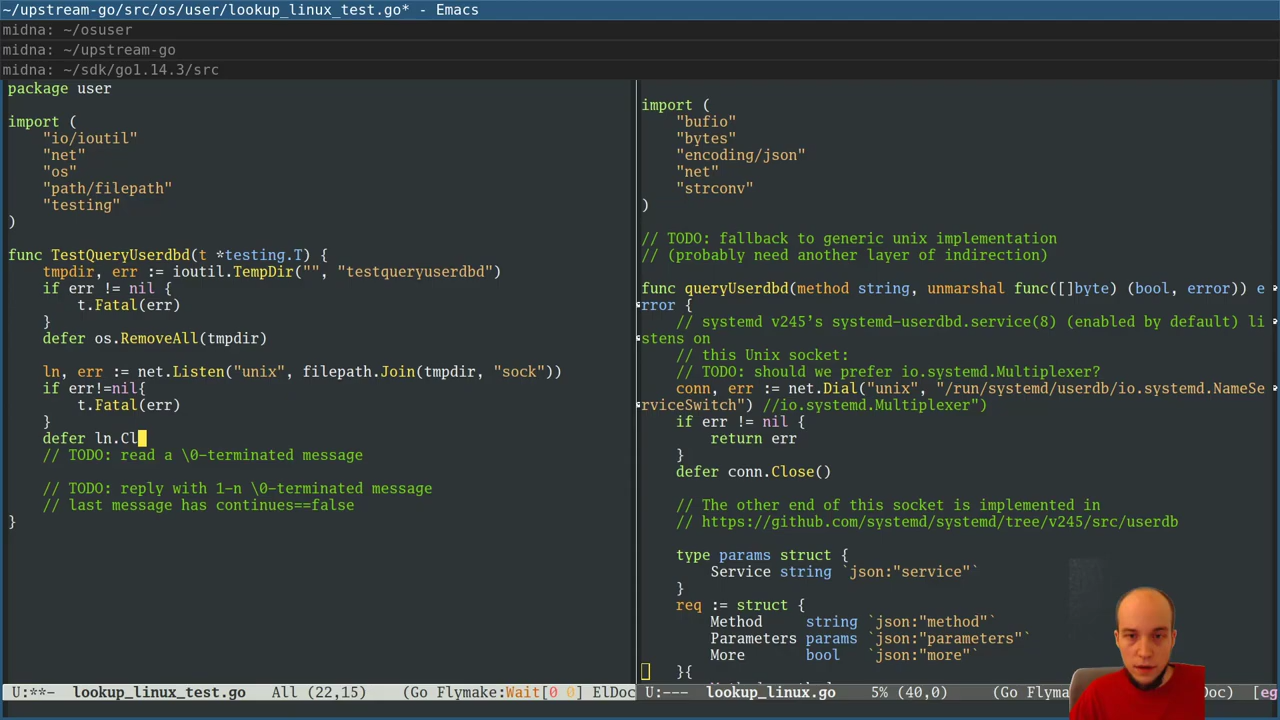 ~/upstream-go/src/os/user/lookup_linux_test.go* - Emacs
midna: ~/osuser
midna: ~/upstream-go
midna: ~/sdk/go1.14.3/src
package user
import (
"io/ioutil"
"net"
"os"
"path/filepath"
"testing"
)
func TestQueryUserdbd(t *testing.T) {
tmpdir, err := ioutil.TempDir("", "testqueryuserdbd")
if err != nil {
t.Fatal(err)
}
defer os.RemoveAll(tmpdir)
ln, err := net.Listen("unix", filepath.Join(tmpdir, "sock"))
if err!=nil{
t.Fatal(err)
}
defer ln.Cl
// TODO: read a \0-terminated message
// TODO: reply with 1-n \0-terminated message
// last message has continues==false
}
U:**-  lookup_linux_test.go   All (22,15)   (Go Flymake:Wait[0 0] ElDoc
import (
"bufio"
"bytes"
"encoding/json"
"net"
"strconv"
)
// TODO: fallback to generic unix implementation
// (probably need another layer of indirection)
func queryUserdbd(method string, unmarshal func([]byte) (bool, error)) e
rror {
// systemd v245's systemd-userdbd.service(8) (enabled by default) li
stens on
// this Unix socket:
// TODO: should we prefer io.systemd.Multiplexer?
conn, err := net.Dial("unix", "/run/systemd/userdb/io.systemd.NameSe
rviceSwitch") //io.systemd.Multiplexer")
if err != nil {
return err
}
defer conn.Close()
// The other end of this socket is implemented in
// https://github.com/systemd/systemd/tree/v245/src/userdb
type params struct {
Service string `json:"service"`
}
req := struct {
Method     string `json:"method"`
Parameters params `json:"parameters"`
More       bool   `json:"more"`
}{
U:---  lookup_linux.go   5% (40,0)   (Go Flyma Doc) [eg